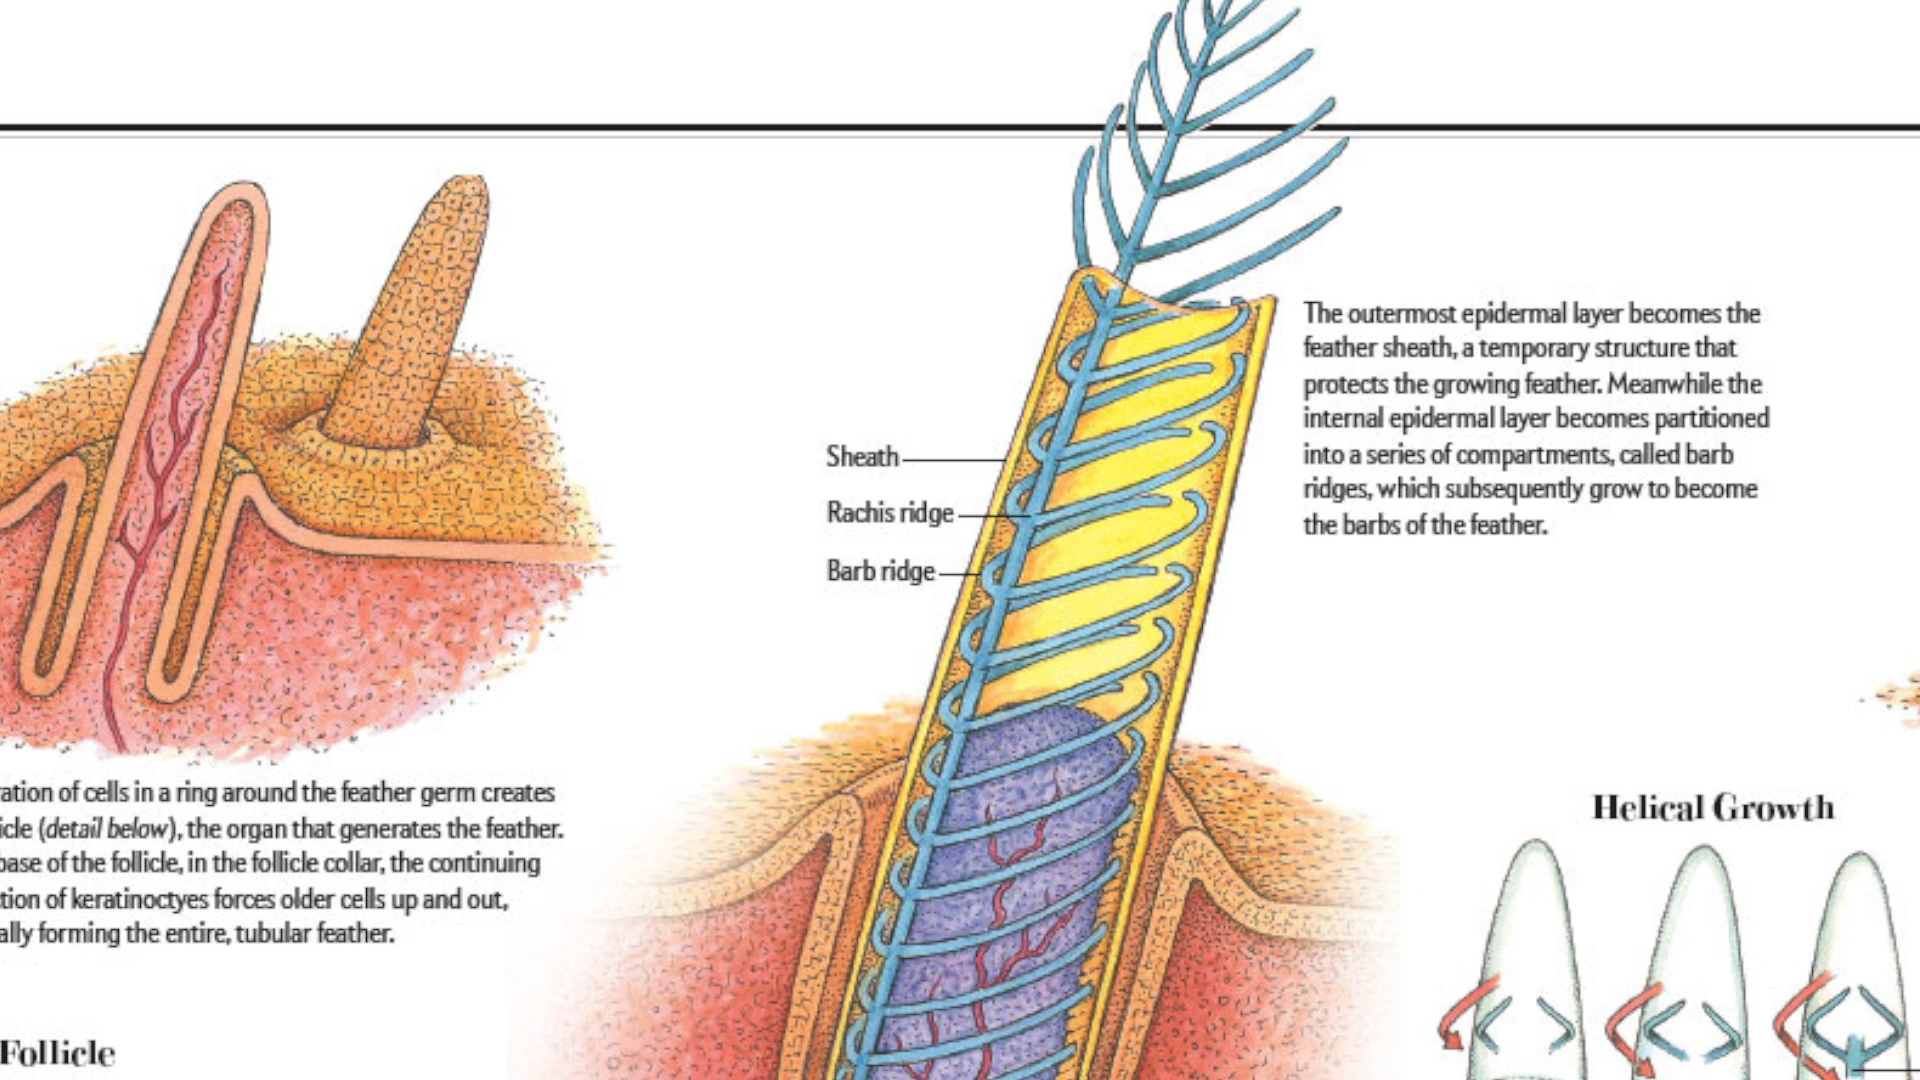 The outermost epidermal layer becomes the
feather sheath, a temporary structure that
protects the growing feather. Meanwhile the
internal epidermal layer becomes partitioned
into a series of compartments, called barb
ridges, which subsequently grow to become
the barbs of the feather.
Sheath
Rachis ridge
Barb ridge
ration of cells in a ring around the feather germ creates
icle (detail below), the organ that generates the feather.
base of the follicle, in the follicle collar, the continuing
tion of keratinoctyes forces older cells up and out,
ally forming the entire, tubular feather.
Helical Growth
Follicle